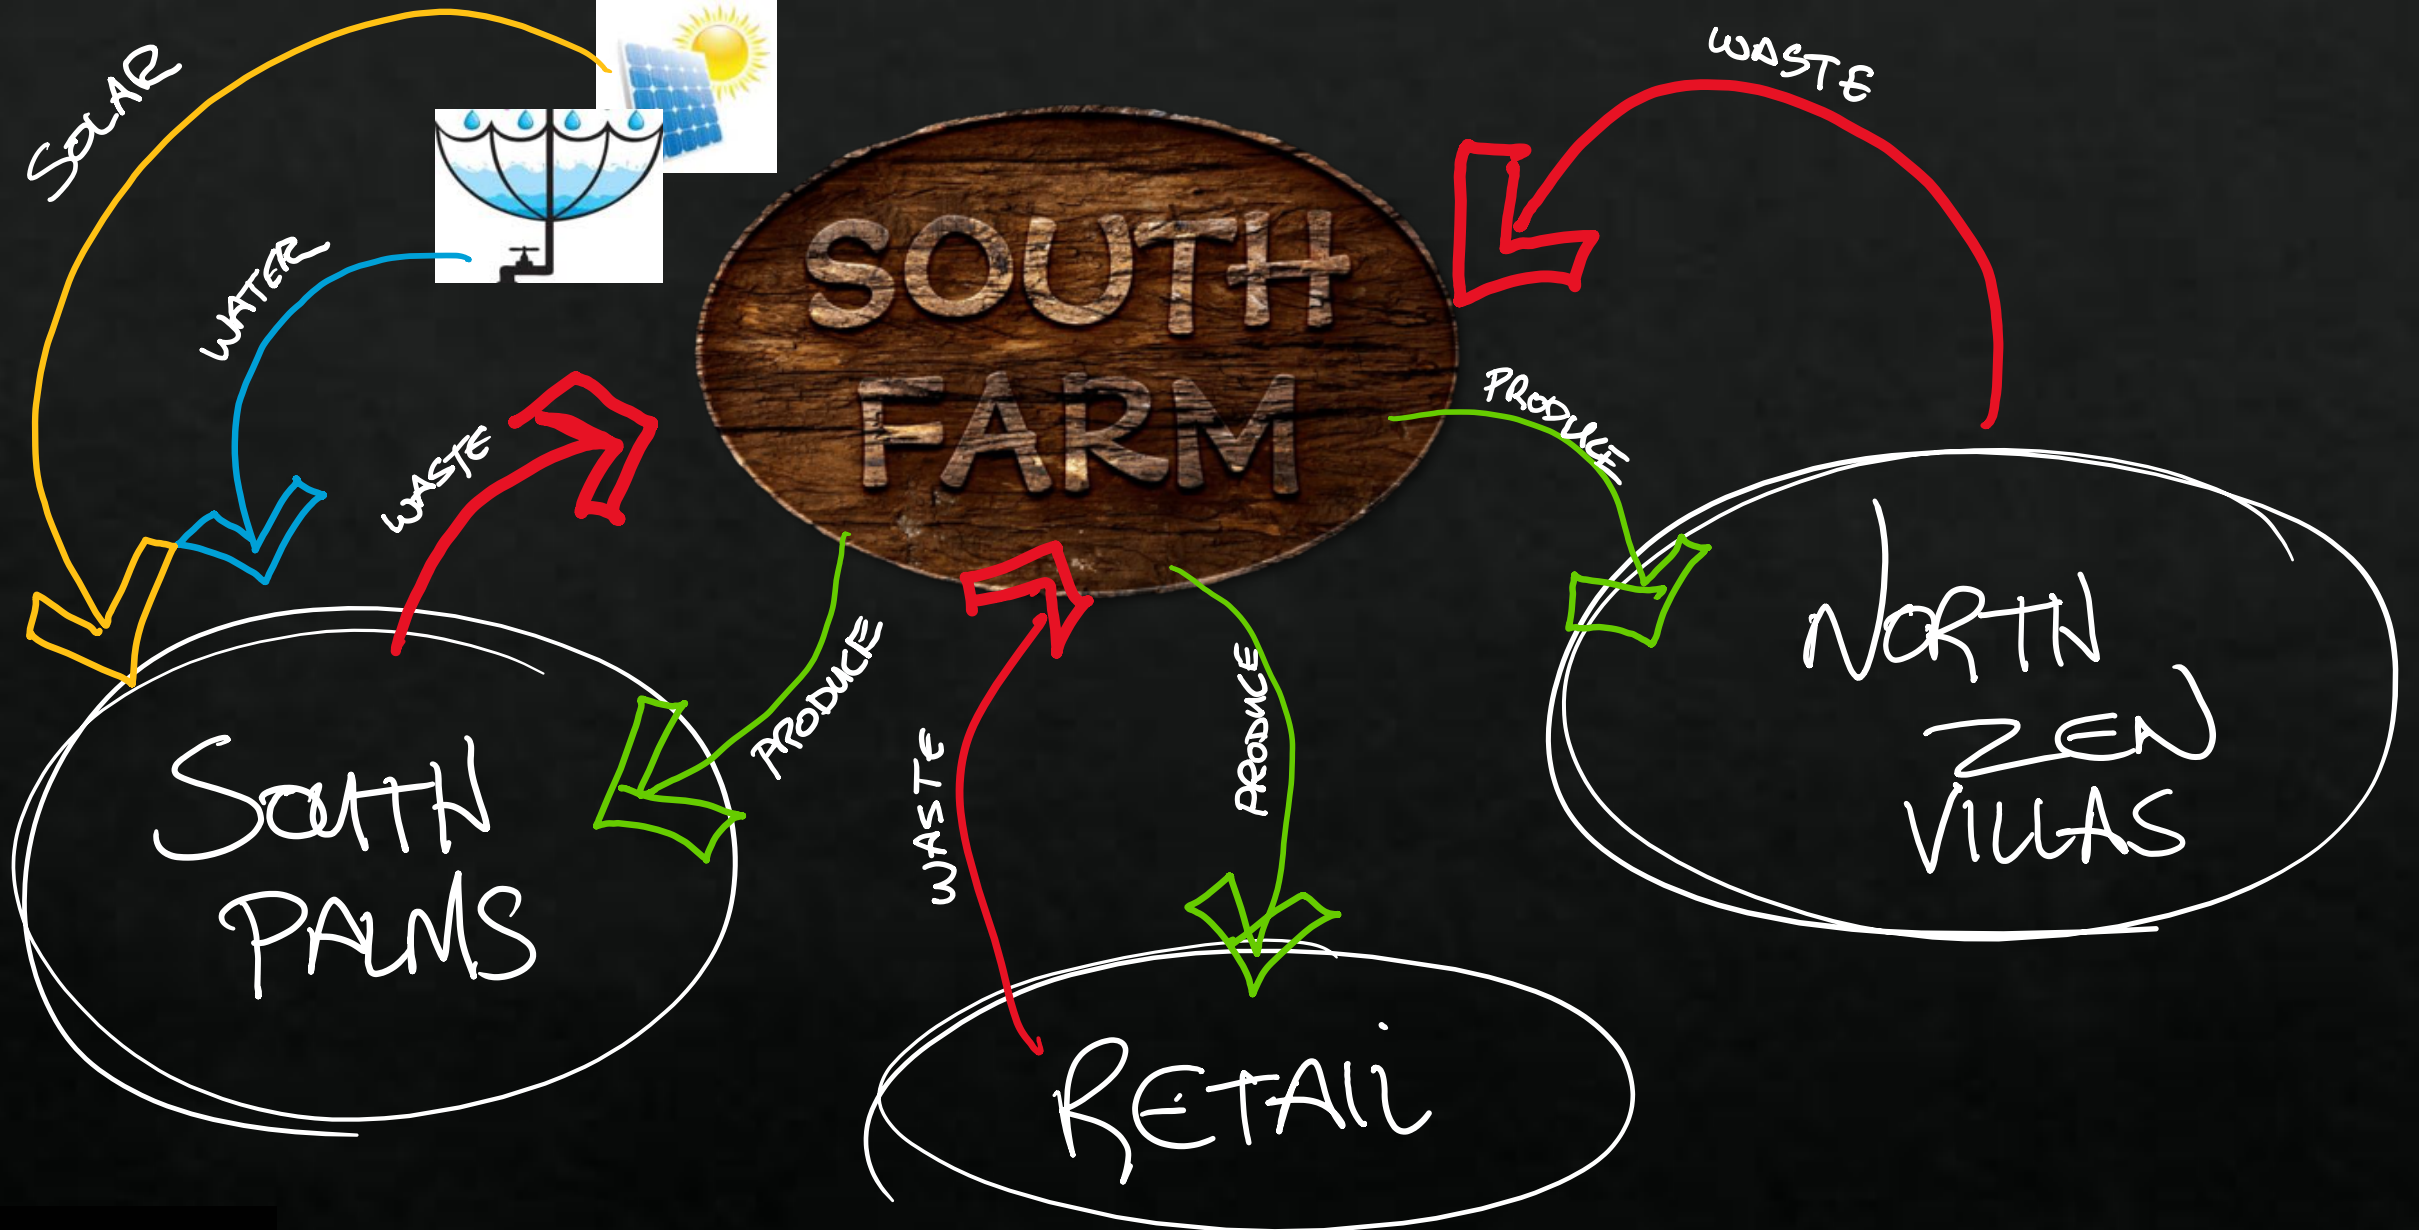 SOLAR
WATER
WASTE
SOUTH
FARM
WASTE
PRODUCE
PRODUCE
WASTE
PRODUCE
SOUTH
PALMS
NORTH
ZEN
VILLAS
RETAIL